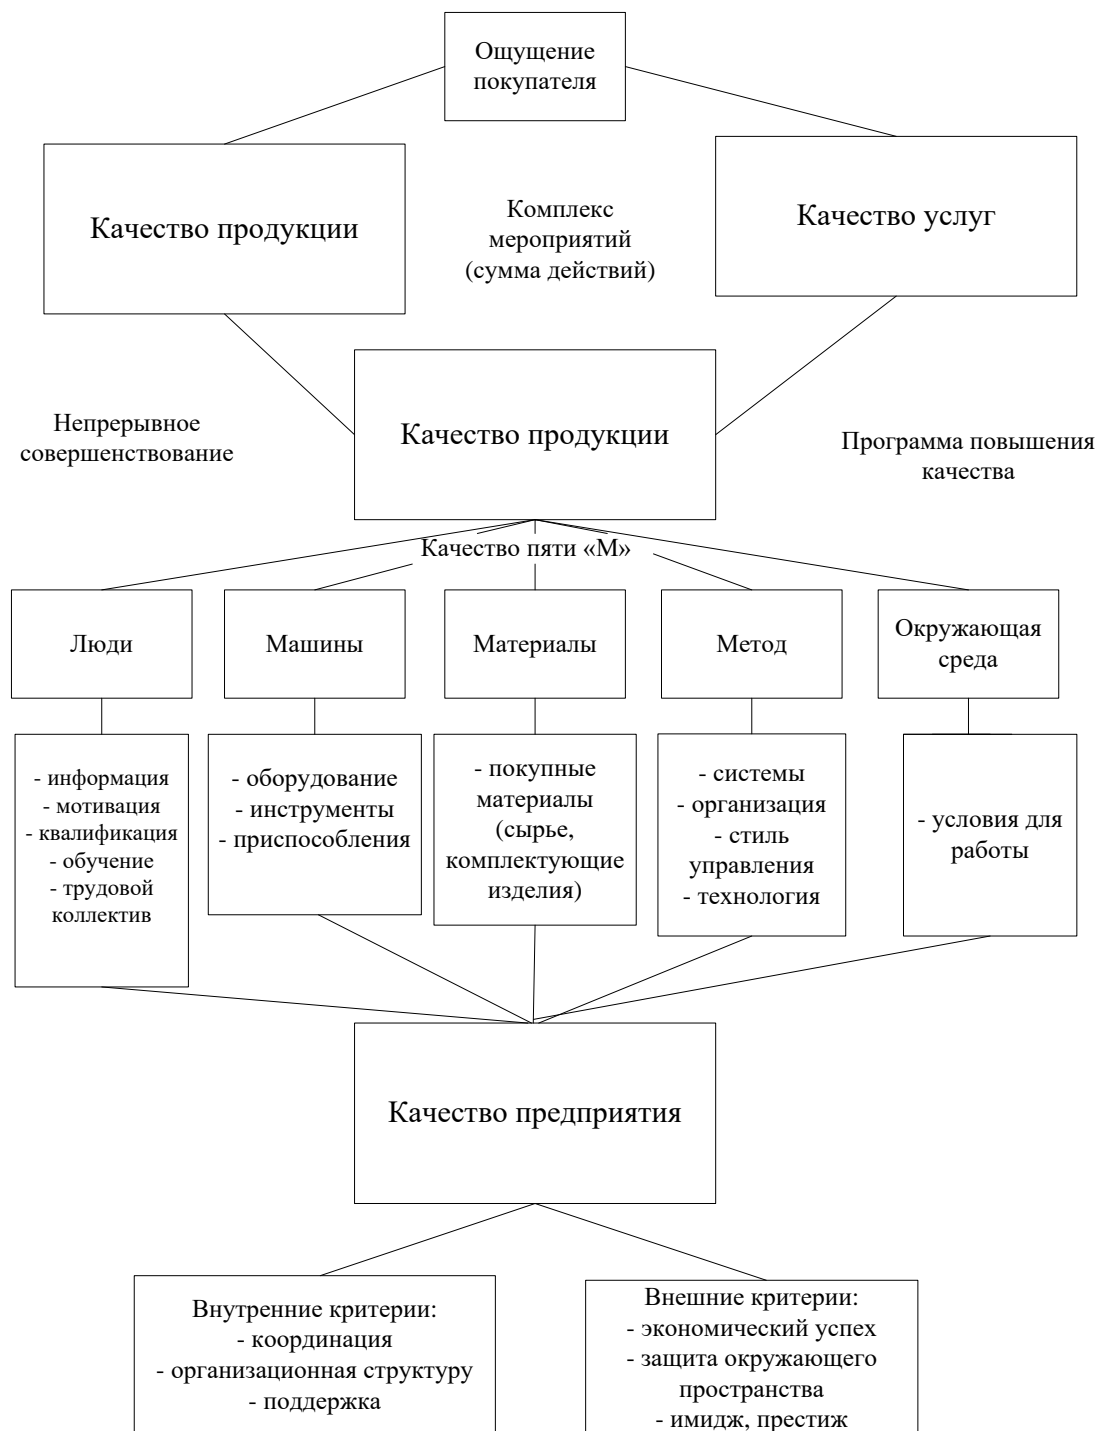 Ощущение
покупателя
Качество продукции
Комплекс
мероприятий
(сумма действий)
Качество услуг
Непрерывное
совершенствование
Качество продукции
Программа повышения
качества
Качество пяти «М»
Люди
Машины
Материалы
Метод
Окружающая
среда
- информация
- мотивация
- квалификация
- обучение
- трудовой
коллектив
- оборудование
- инструменты
- приспособления
- покупные
материалы
(сырье,
комплектующие
изделия)
- системы
- организация
- стиль
управления
- технология
- условия для
работы
Качество предприятия
Внутренние критерии:
- координация
- организационная структуру
- поддержка
Внешние критерии:
- экономический успех
- защита окружающего
пространства
- имидж, престиж